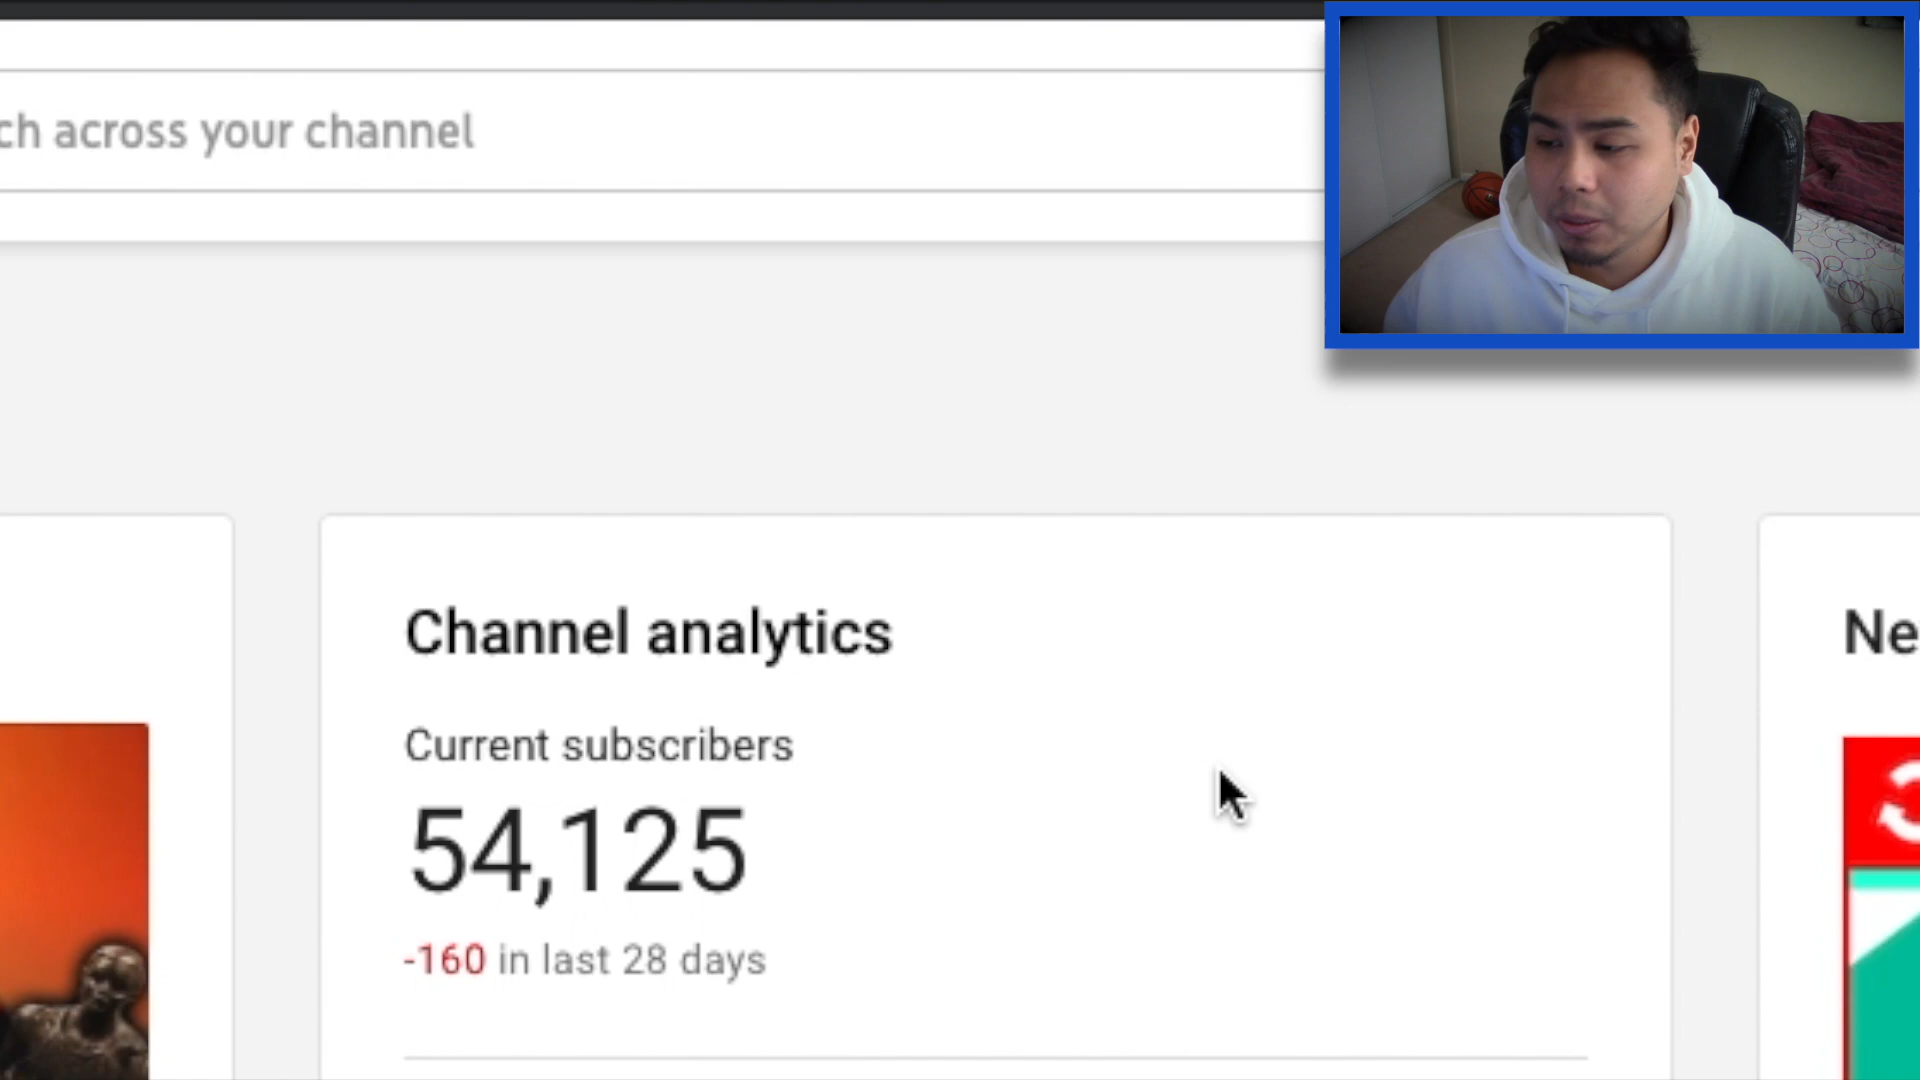 ch across your channel
Channel analytics
Current subscribers
54,125
-160 in last 28 days
Ne